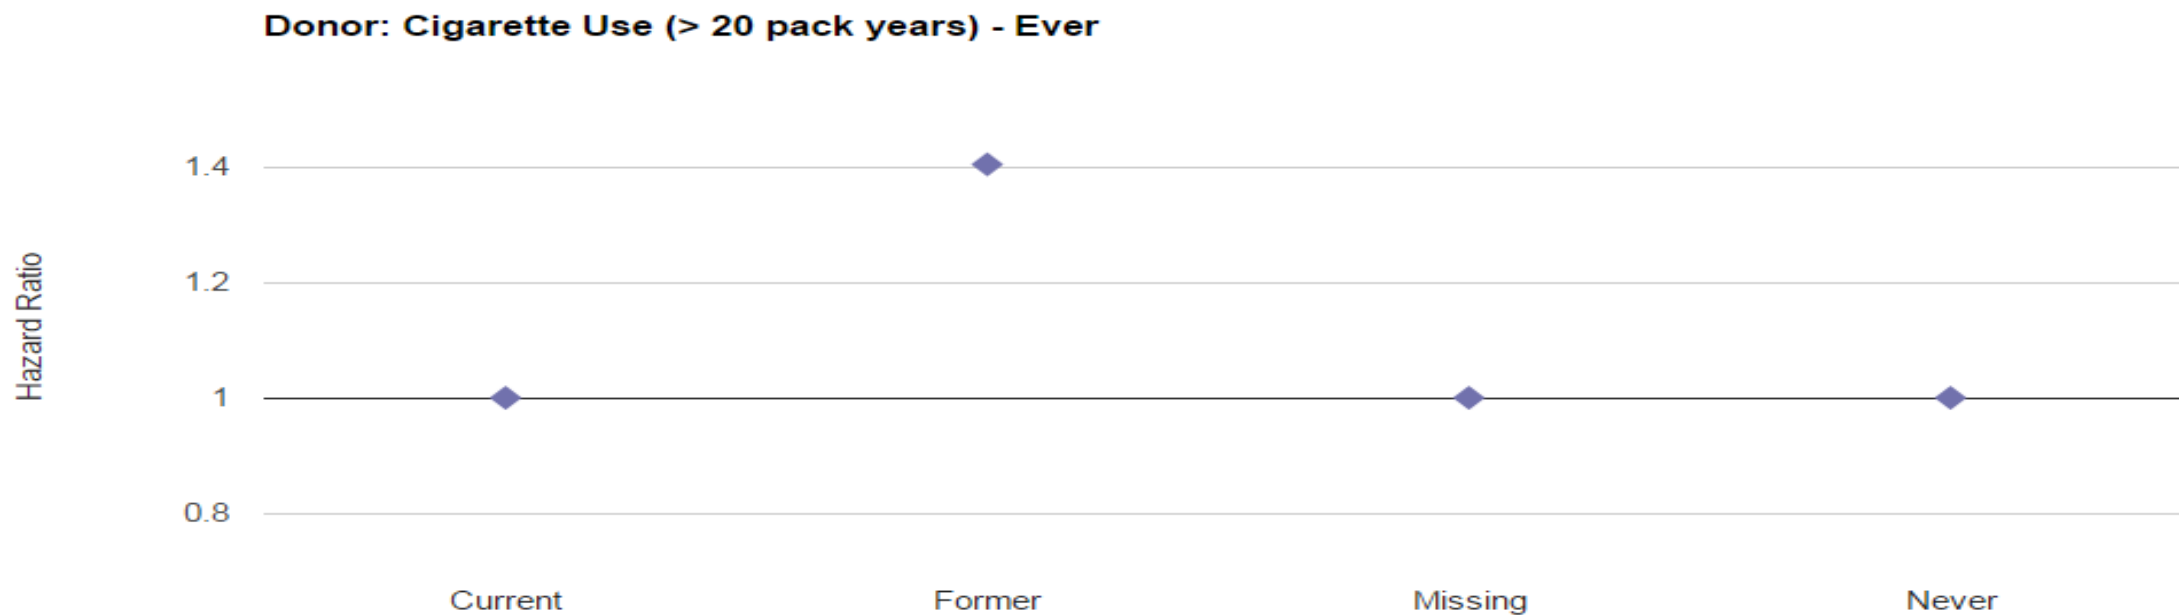 Donor: Cigarette Use (> 20 pack years) - Ever
1.4
1.2
1
0.8
Hazard Ratio
Current
Former
Missing
Never